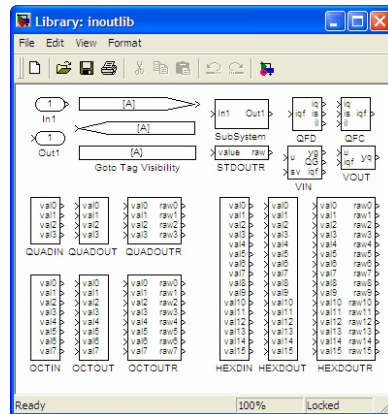 Library: inoutlib
File Edit View Format
1 [A] In1 Out1 iqf iq is il iq is il iqf
In1 [A] SubSystem QFD QFC
1 {A} value raw u sv yg QG iqf u iqf yq
Out1 Goto Tag Visibility STDOUTR VIN VOUT
val0 val0 val0 raw0 val0 val0 val0 raw0
val1 val1 val1 raw1 val1 val1 val1 raw1
val2 val2 val2 raw2 val2 val2 val2 raw2
val3 val3 val3 raw3 val3 val3 val3 raw3
QUADIN QUADOUT QUADOUTR val4 val4 val4 raw4
val5 val5 val5 raw5
val6 val6 val6 raw6
val7 val7 val7 raw7
val0 val0 val0 raw0 val8 val8 val8 raw8
val1 val1 val1 raw1 val9 val9 val9 raw9
val2 val2 val2 raw2 val10 val10 val10 raw10
val3 val3 val3 raw3 val11 val11 val11 raw11
val4 val4 val4 raw4 val12 val12 val12 raw12
val5 val5 val5 raw5 val13 val13 val13 raw13
val6 val6 val6 raw6 val14 val14 val14 raw14
val7 val7 val7 raw7 val15 val15 val15 raw15
OCTIN OCTOUT OCTOUTR HEXDIN HEXDOUT HEXDOUTR
Ready 100% Locked